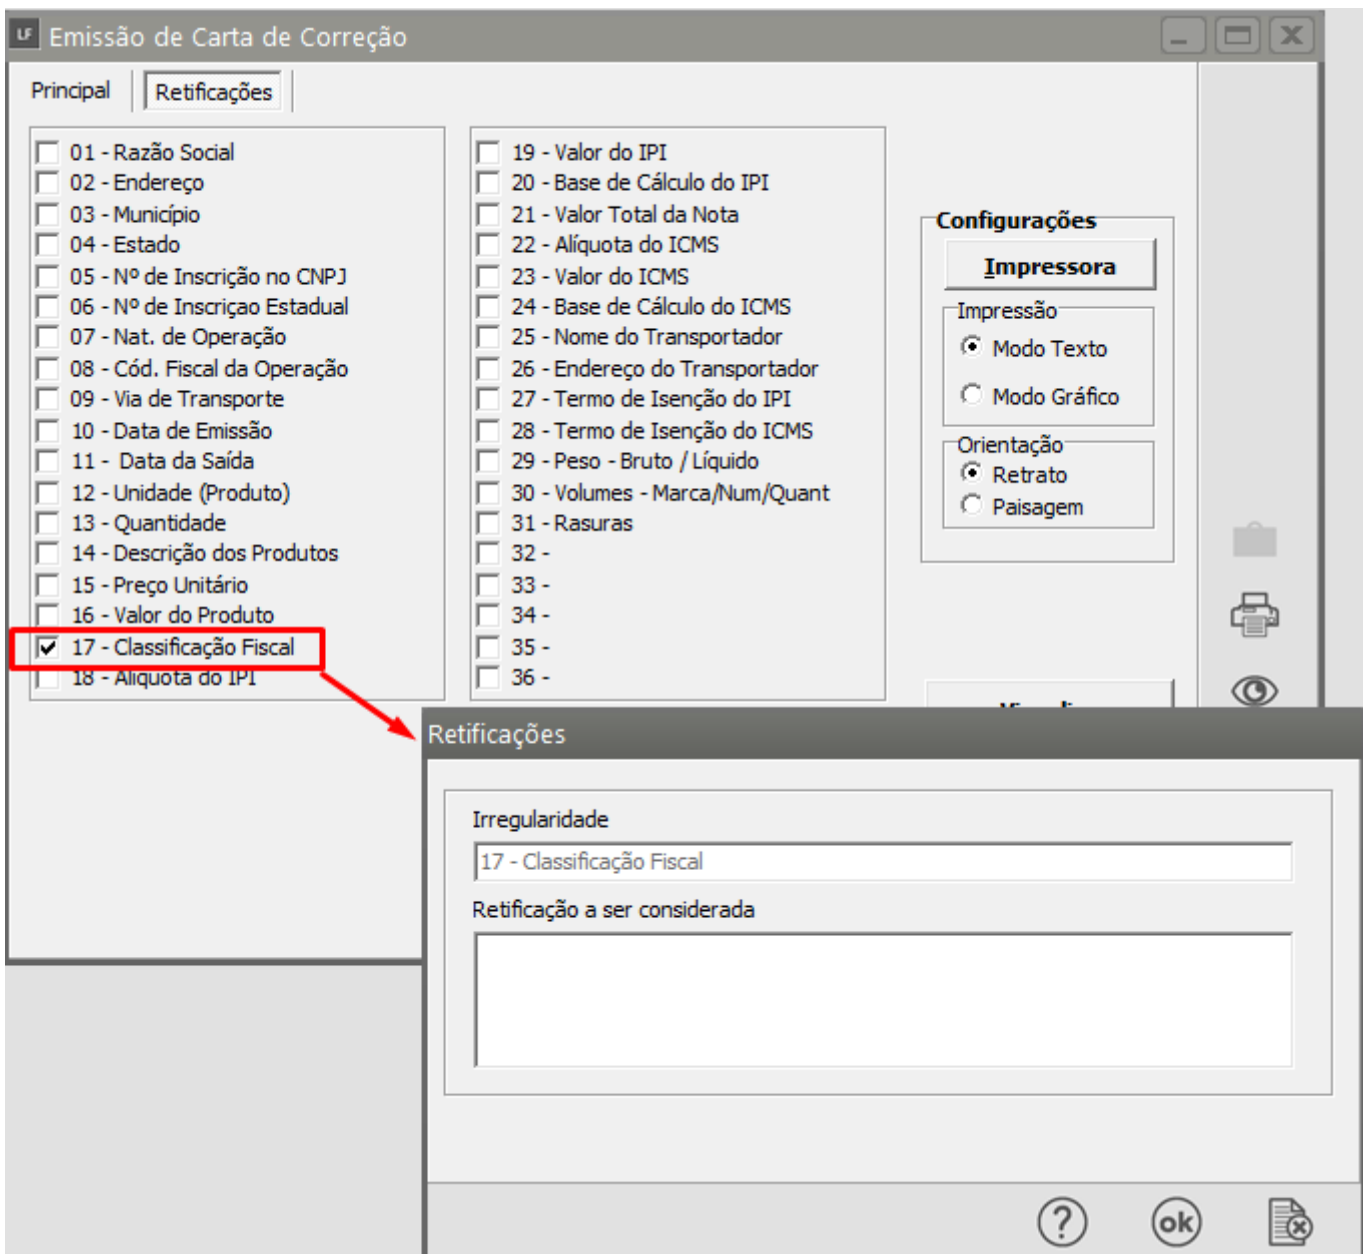 LF Emissão de Carta de Correção
Principal
Retificações
01 - Razão Social
02 - Endereço
03 - Município
04 - Estado
05 - Nº de Inscrição no CNPJ
06 - Nº de Inscriçao Estadual
07 - Nat. de Operação
08 - Cód. Fiscal da Operação
09 - Via de Transporte
10 - Data de Emissão
11 - Data da Saída
12 - Unidade (Produto)
13 - Quantidade
14 - Descrição dos Produtos
15 - Preço Unitário
16 - Valor do Produto
17 - Classificação Fiscal
18 - Alíquota do IPI
19 - Valor do IPI
20 - Base de Cálculo do IPI
21 - Valor Total da Nota
22 - Alíquota do ICMS
23 - Valor do ICMS
24 - Base de Cálculo do ICMS
25 - Nome do Transportador
26 - Endereço do Transportador
27 - Termo de Isenção do IPI
28 - Termo de Isenção do ICMS
29 - Peso - Bruto / Líquido
30 - Volumes - Marca/Num/Quant
31 - Rasuras
32 -
33 -
34 -
35 -
36 -
Configurações
Impressora
Impressão
Modo Texto
Modo Gráfico
Orientação
Retrato
Paisagem
Retificações
Irregularidade
17 - Classificação Fiscal
Retificação a ser considerada
?
ok